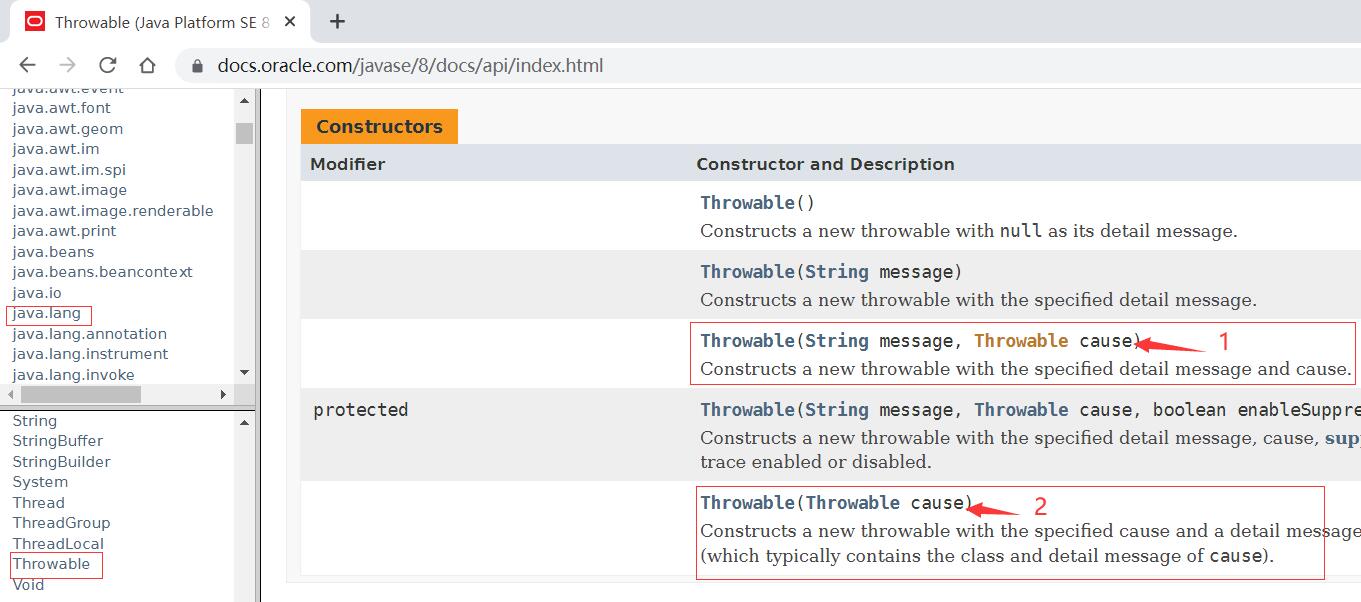 Throwable (Java Platform SE 8
docs.oracle.com/javase/8/docs/api/index.html
java.awt.event
java.awt.font
java.awt.geom
java.awt.im
java.awt.im.spi
java.awt.image
java.awt.image.renderable
java.awt.print
java.beans
java.beans.beancontext
java.io
java.lang
java.lang.annotation
java.lang.instrument
java.lang.invoke
String
StringBuffer
StringBuilder
System
Thread
ThreadGroup
ThreadLocal
Throwable
Void
Constructors
Modifier Constructor and Description
Throwable()
Constructs a new throwable with null as its detail message.
Throwable(String message)
Constructs a new throwable with the specified detail message.
Throwable(String message, Throwable cause) 1
Constructs a new throwable with the specified detail message and cause.
protected Throwable(String message, Throwable cause, boolean enableSuppre
Constructs a new throwable with the specified detail message, cause, sup
trace enabled or disabled.
Throwable(Throwable cause) 2
Constructs a new throwable with the specified cause and a detail message
(which typically contains the class and detail message of cause).